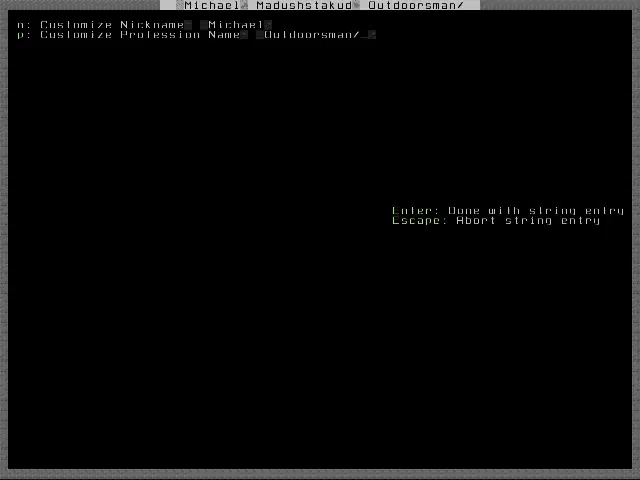 Michael Madushstakud Outdoorsman/
n: Customize Nickname Michael
p: Customize Profession Name Outdoorsman/_
Enter: Done with string entry
Escape: Abort string entry